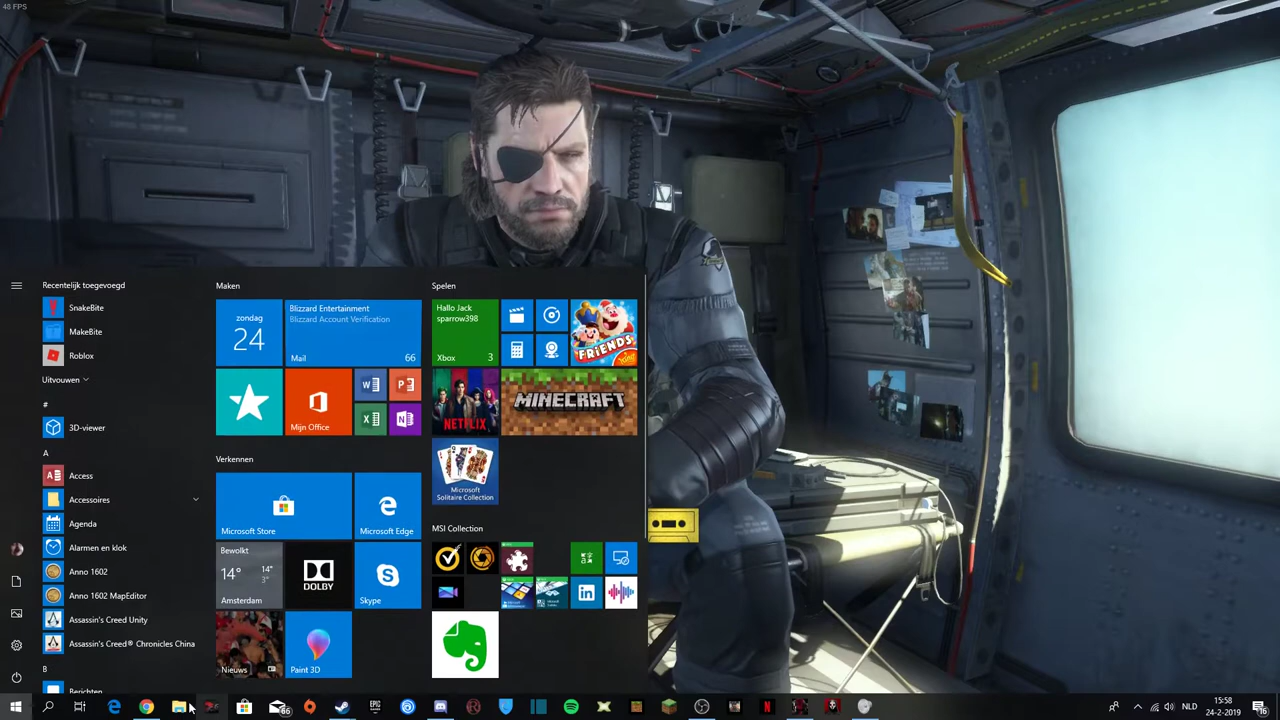 48 FPS
Recentelijk toegevoegd
SnakeBite
MakeBite
Roblox
Uitvouwen
#
3D-viewer
A
Access
Accessoires
Agenda
Alarmen en klok
Anno 1602
Anno 1602 MapEditor
Assassin's Creed Unity
Assassin's Creed® Chronicles China
B
Berichten
Maken
zondag
24
Blizzard Entertainment
Blizzard Account Verification
Mail 66
Mijn Office
Verkennen
Microsoft Store
Microsoft Edge
Bewolkt
14° 14°
3°
Amsterdam
DOLBY
Skype
Nieuws
Paint 3D
Spelen
Hallo Jack
sparrow398
Xbox 3
FRIENDS
King
NETFLIX
MINECRAFT
Microsoft
Solitaire Collection
MSI Collection
NLD
15:58
24-2-2019